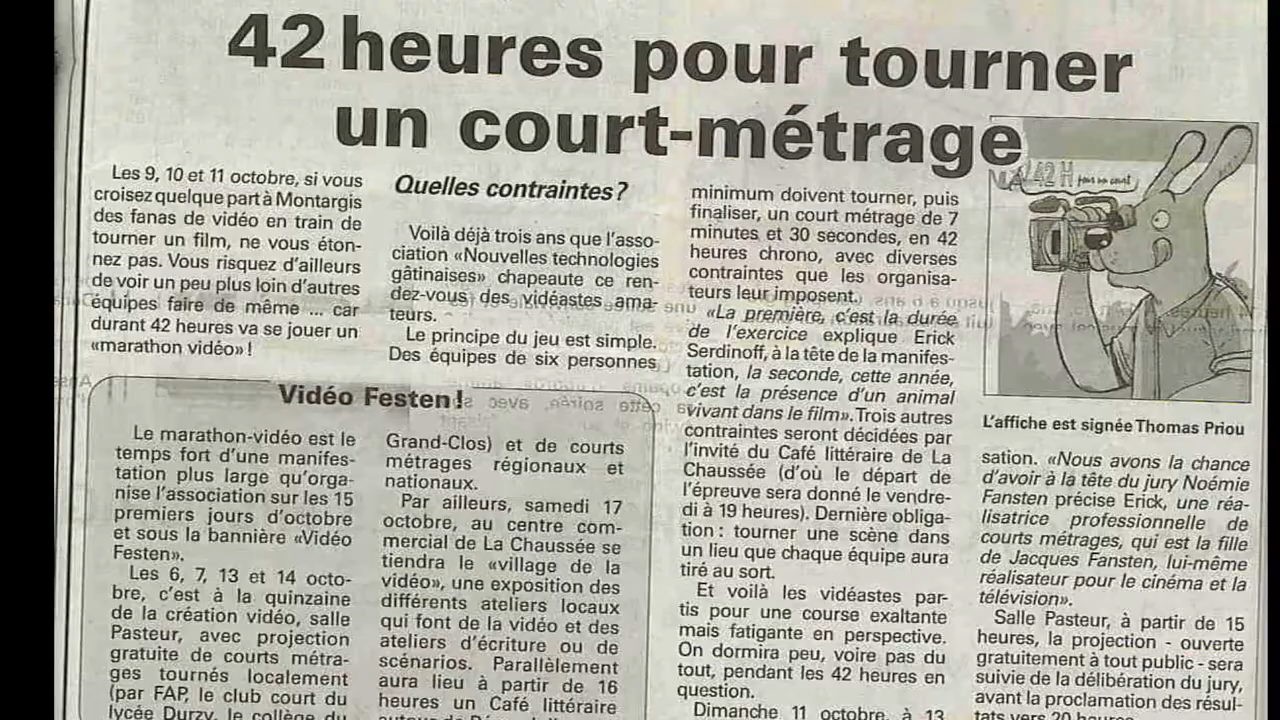 42 heures pour tourner
un court-métrage
Les 9, 10 et 11 octobre, si vous
croisez quelque part à Montargis
des fanas de vidéo en train de
tourner un film, ne vous éton-
nez pas. Vous risquez d'ailleurs
de voir un peu plus loin d'autres
équipes faire de même ... car
durant 42 heures va se jouer un
«marathon vidéo» !
Quelles contraintes ?
Voilà déjà trois ans que l'asso-
ciation «Nouvelles technologies
gâtinaises» chapeaute ce ren-
dez-vous des vidéastes ama-
teurs.
Le principe du jeu est simple.
Des équipes de six personnes
minimum doivent tourner, puis
finaliser, un court métrage de 7
minutes et 30 secondes, en 42
heures chrono, avec diverses
contraintes que les organisa-
teurs leur imposent.
«La première, c'est la durée
de l'exercice explique Erick
Serdinoff, à la tête de la manifes-
tation, la seconde, cette année,
c'est la présence d'un animal
vivant dans le film». Trois autres
contraintes seront décidées par
l'invité du Café littéraire de La
Chaussée (d'où le départ de
l'épreuve sera donné le vendre-
di à 19 heures). Dernière obliga-
tion : tourner une scène dans
un lieu que chaque équipe aura
tiré au sort.
Et voilà les vidéastes par-
tis pour une course exaltante
mais fatigante en perspective.
On dormira peu, voire pas du
tout, pendant les 42 heures en
question.
Dimanche 11 octobre, à 13
42 H pour un court
L'affiche est signée Thomas Priou
sation. «Nous avons la chance
d'avoir à la tête du jury Noémie
Fansten précise Erick, une réa-
lisatrice professionnelle de
courts métrages, qui est la fille
de Jacques Fansten, lui-même
réalisateur pour le cinéma et la
télévision».
Salle Pasteur, à partir de 15
heures, la projection - ouverte
gratuitement à tout public - sera
suivie de la délibération du jury,
avant la proclamation des résul-
tats vers 20 heures
Vidéo Festen !
Le marathon-vidéo est le
temps fort d'une manifes-
tation plus large qu'orga-
nise l'association sur les 15
premiers jours d'octobre
et sous la bannière «Vidéo
Festen».
Les 6, 7, 13 et 14 octo-
bre, c'est à la quinzaine
de la création vidéo, salle
Pasteur, avec projection
gratuite de courts métra-
ges tournés localement
(par FAP, le club court du
lycée Durzy, le collège du
Grand-Clos) et de courts
métrages régionaux et
nationaux.
Par ailleurs, samedi 17
octobre, au centre com-
mercial de La Chaussée se
tiendra le «village de la
vidéo», une exposition des
différents ateliers locaux
qui font de la vidéo et des
ateliers d'écriture ou de
scénarios. Parallèlement
aura lieu à partir de 16
heures un Café littéraire